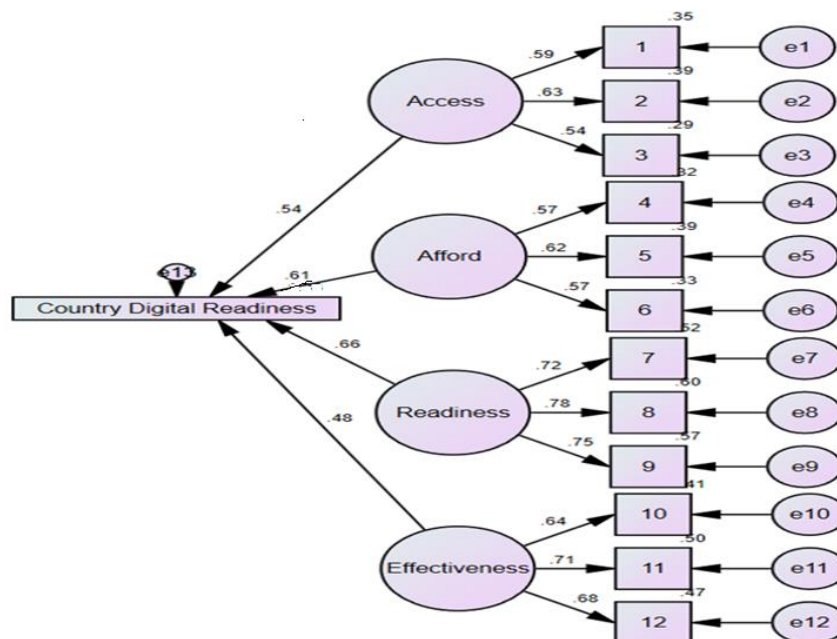 .35
.59
1
e1
.39
Access
.63
2
e2
.29
.54
3
e3
.32
.54
.57
4
e4
.39
Afford
.62
5
e5
.33
e13
.61
.57
6
e6
Country Digital Readiness
.52
.66
.72
7
e7
.60
Readiness
.78
8
e8
.48
.57
.75
9
e9
.41
.64
10
e10
.50
Effectiveness
.71
11
e11
.47
.68
12
e12